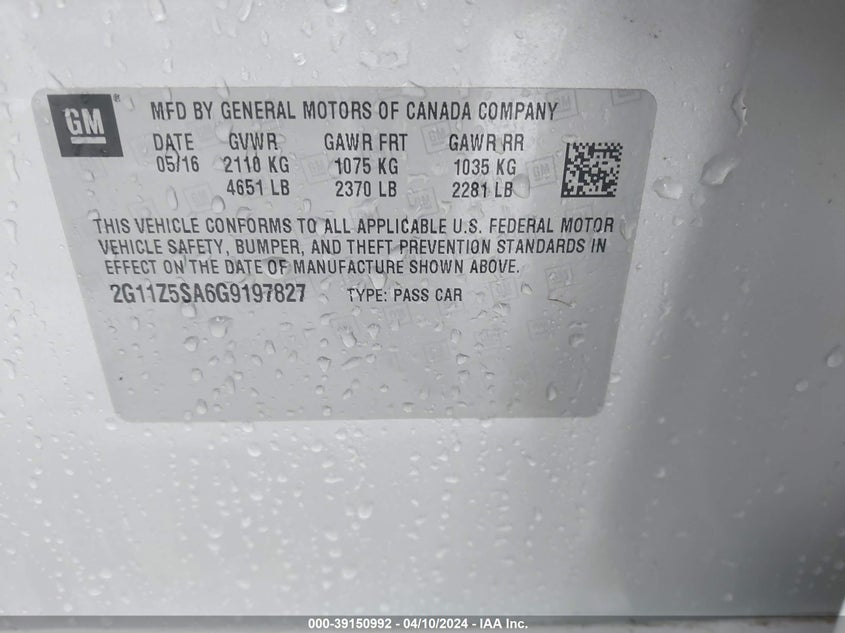 GM ® MFD BY GENERAL MOTORS OF CANADA COMPANY
DATE GVWR GAWR FRT GAWR RR
05/16 2110 KG 1075 KG 1035 KG
4651 LB 2370 LB 2281 LB
THIS VEHICLE CONFORMS TO ALL APPLICABLE U.S. FEDERAL MOTOR
VEHICLE SAFETY, BUMPER, AND THEFT PREVENTION STANDARDS IN
EFFECT ON THE DATE OF MANUFACTURE SHOWN ABOVE.
2G11Z5SA6G9197827 TYPE: PASS CAR
000-39150992 - 04/10/2024 - IAA Inc.